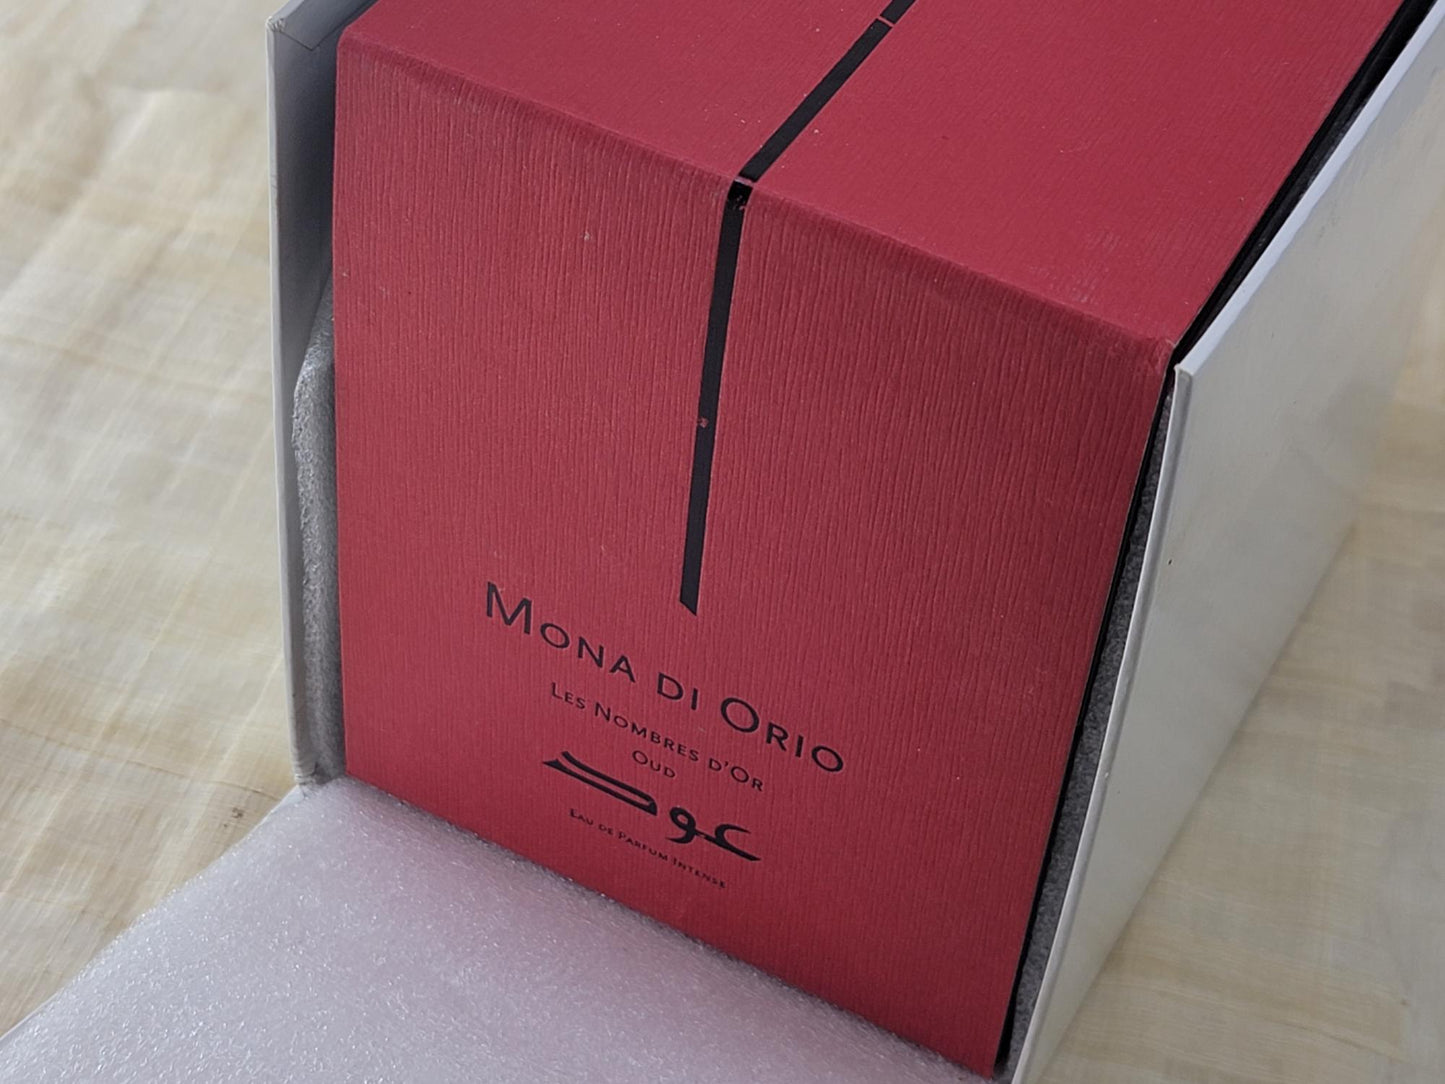 Mona di Orio
Les Nombres d'Or
Oud
عود
Eau de Parfum Intense